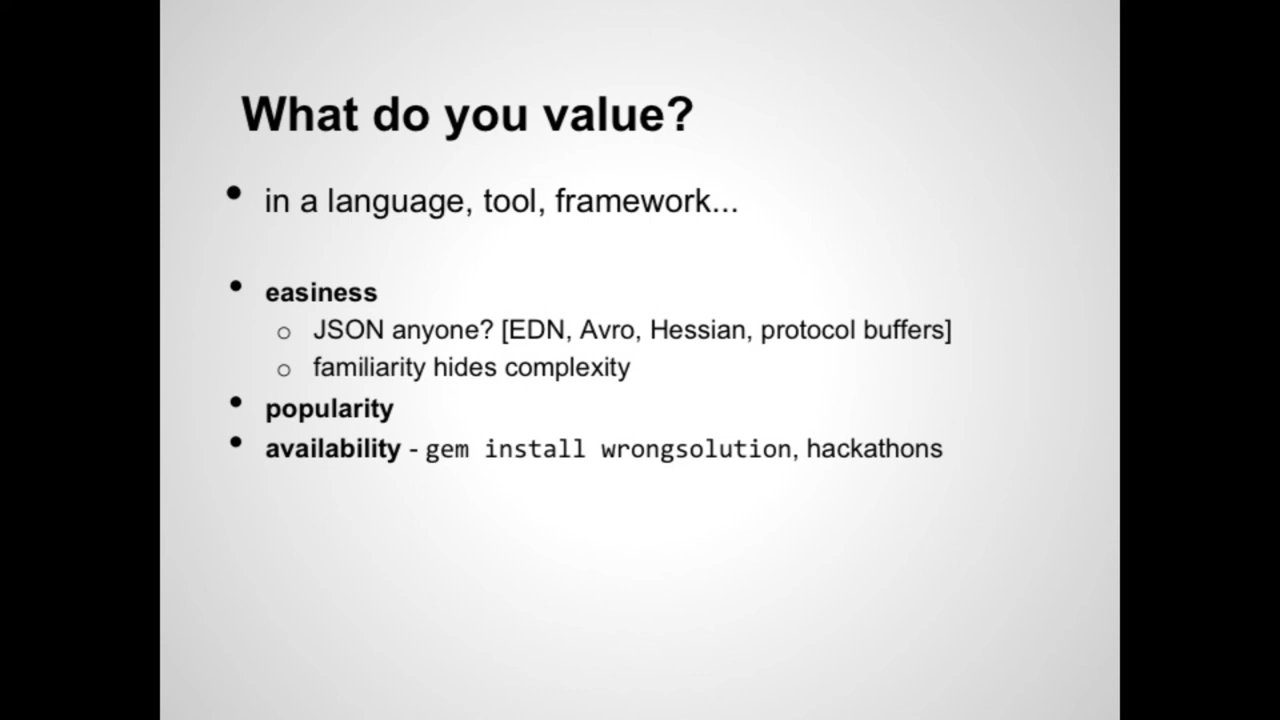 What do you value?
• in a language, tool, framework...
• easiness
o JSON anyone? [EDN, Avro, Hessian, protocol buffers]
o familiarity hides complexity
• popularity
• availability - gem install wrongsolution, hackathons